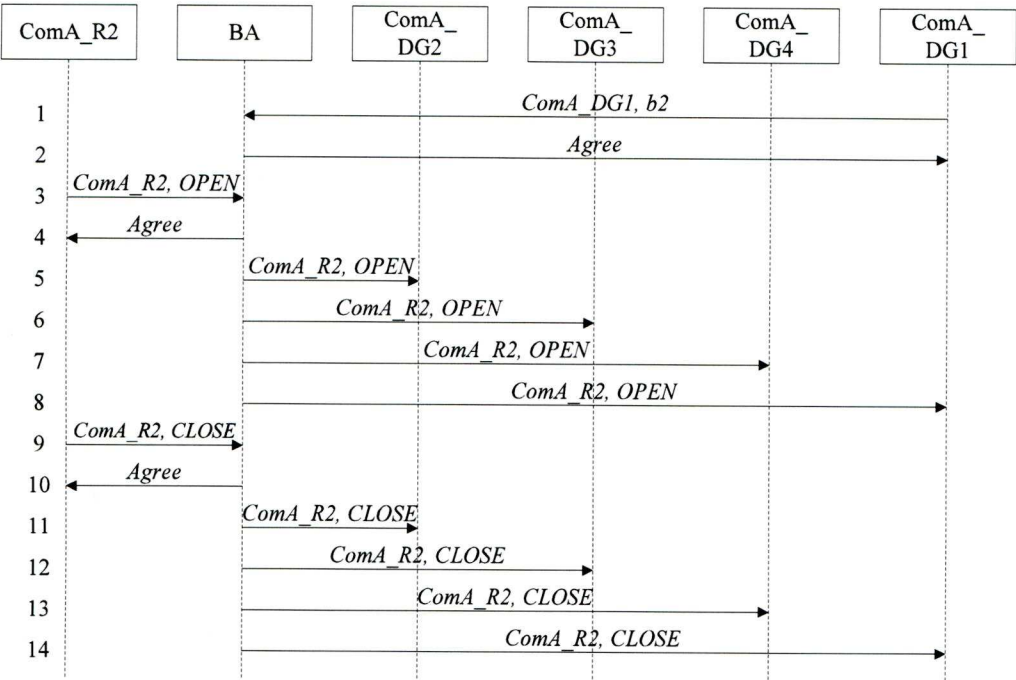 ComA_R2
BA
ComA_
DG2
ComA_
DG3
ComA_
DG4
ComA_
DG1
1
ComA_DG1, b2
2
Agree
3
ComA_R2, OPEN
4
Agree
5
ComA_R2, OPEN
6
ComA_R2, OPEN
7
ComA_R2, OPEN
8
ComA_R2, OPEN
9
ComA_R2, CLOSE
10
Agree
11
ComA_R2, CLOSE
12
ComA_R2, CLOSE
13
ComA_R2, CLOSE
14
ComA_R2, CLOSE